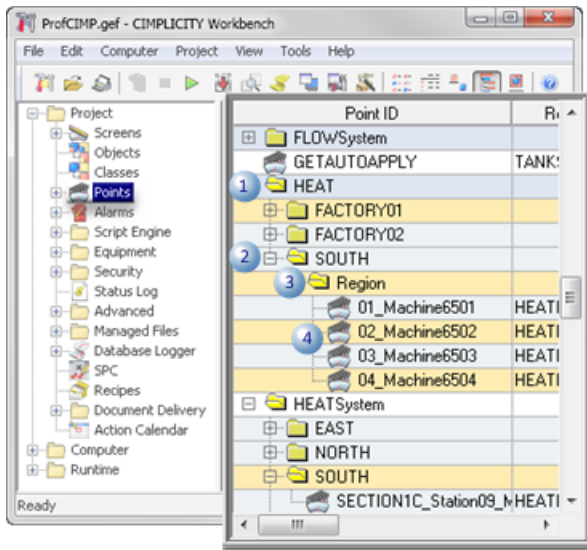 ProfCIMP.gef - CIMPLICITY Workbench
File Edit Computer Project View Tools Help
Project
Screens
Objects
Classes
Points
Alarms
Script Engine
Equipment
Security
Status Log
Advanced
Managed Files
Database Logger
SPC
Recipes
Document Delivery
Action Calendar
Computer
Runtime
Ready
Point ID
FLOWSystem
GETAUTOAPPLY TANK
1 HEAT
FACTORY01
FACTORY02
2 SOUTH
3 Region
01_Machine6501 HEATI
4 02_Machine6502 HEATI
03_Machine6503 HEATI
04_Machine6504 HEATI
HEATSystem
EAST
NORTH
SOUTH
SECTION1C_Station09_M HEATI